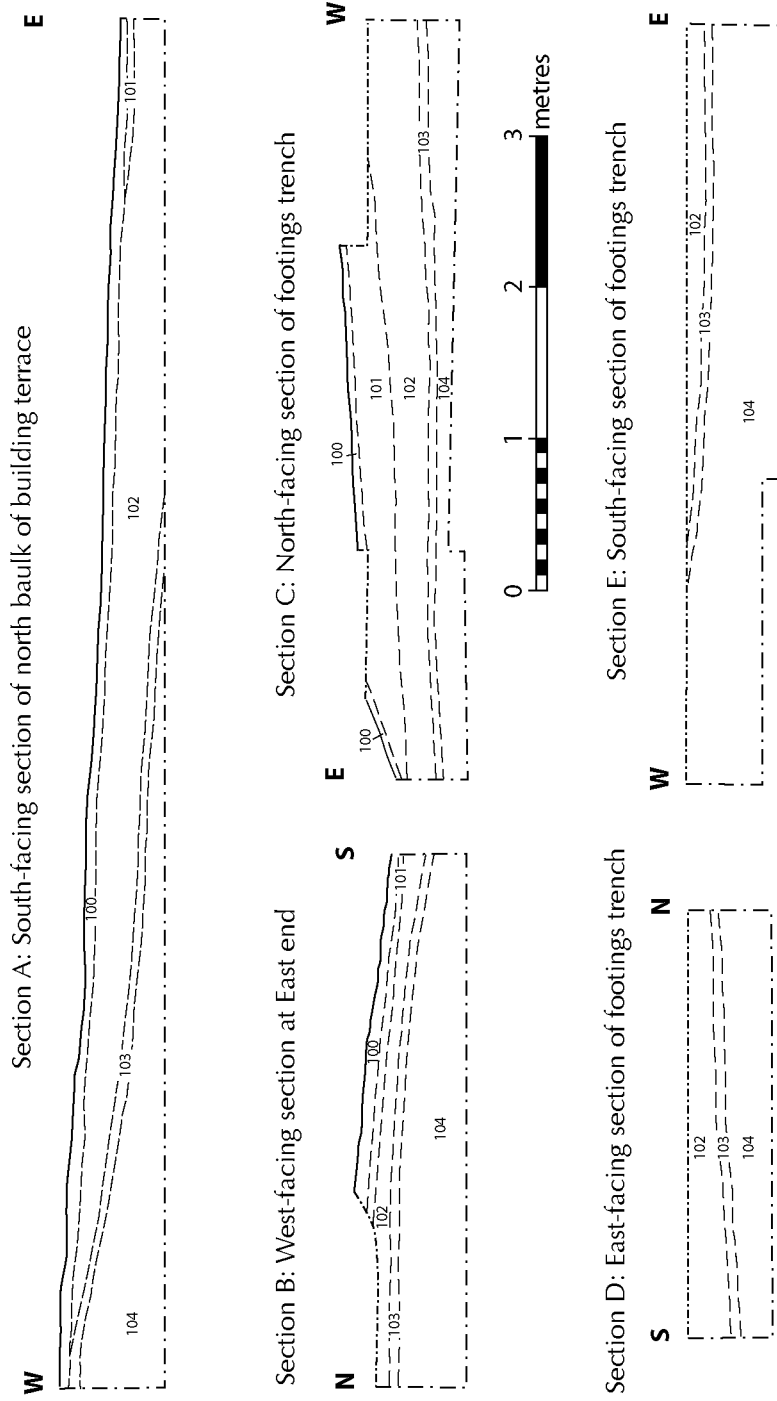 Section A: South-facing section of north baulk of building terrace
W
E
100
101
102
103
104
Section B: West-facing section at East end
N
S
100
101
102
103
104
Section C: North-facing section of footings trench
E
W
100
100
101
102
103
104
0 1 2 3
metres
Section D: East-facing section of footings trench
S
N
102
103
104
Section E: South-facing section of footings trench
W
E
102
103
104